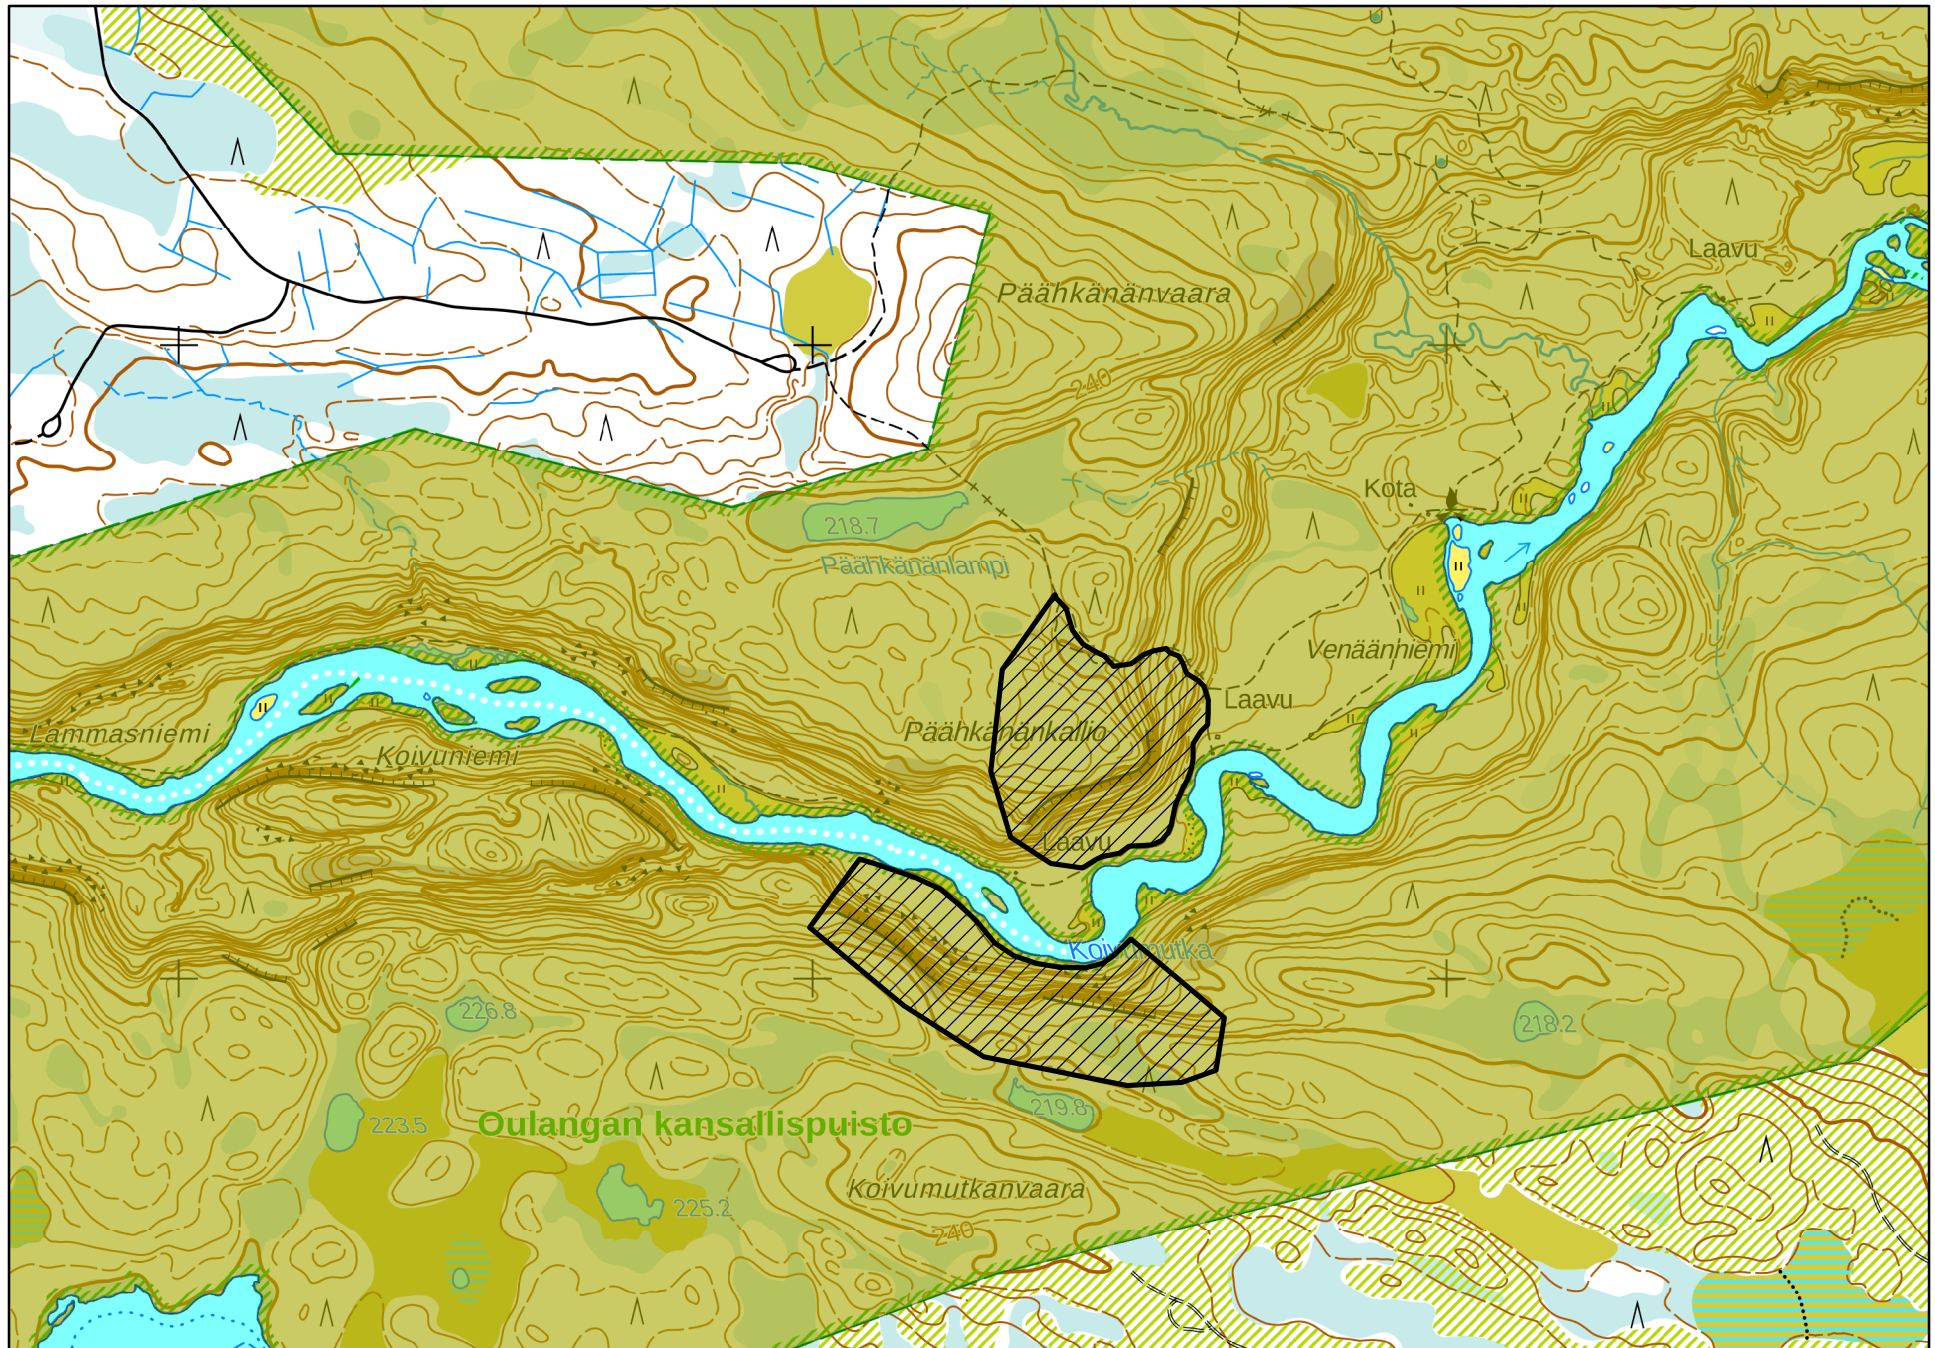 Laavu
Päähkänänvaara
240
Kota
218.7
Päähkänänlampi
Venäänhiemi
Laavu
Lammasniemi
Päähkänänkallio
Koivuniemi
Laavu
Koivumutka
226.8
218.2
219.8
223.5
Oulangan kansallispuisto
Koivumutkanvaara
225.2
240